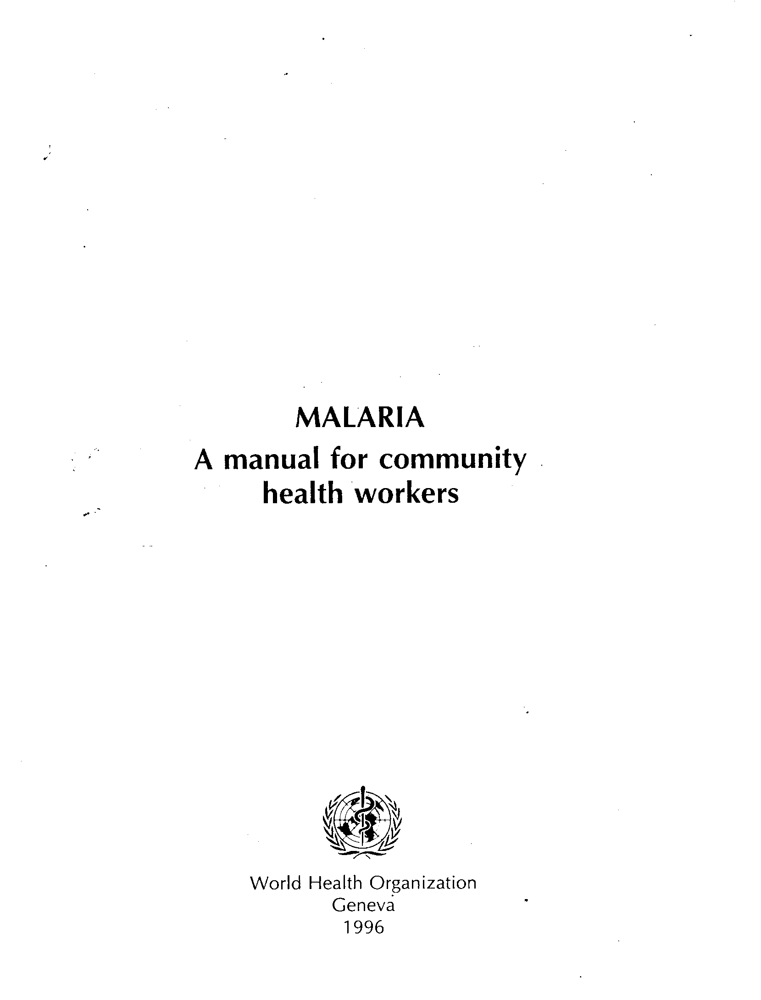 MALARIA
A manual for community
health workers
World Health Organization
Geneva
1996